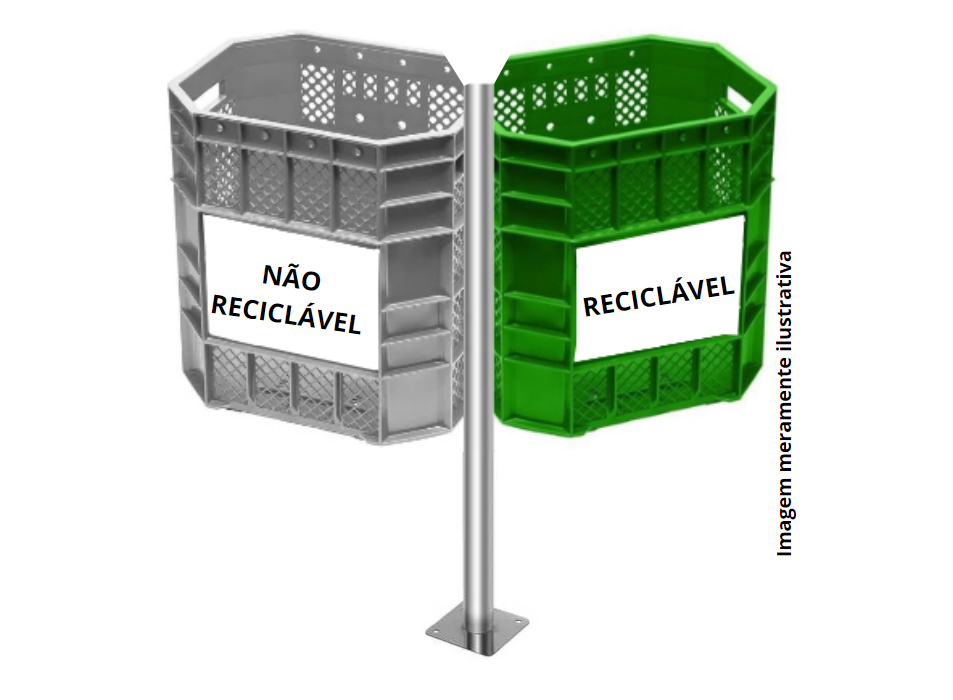 NÃO
RECICLÁVEL
RECICLÁVEL
Imagem meramente ilustrativa